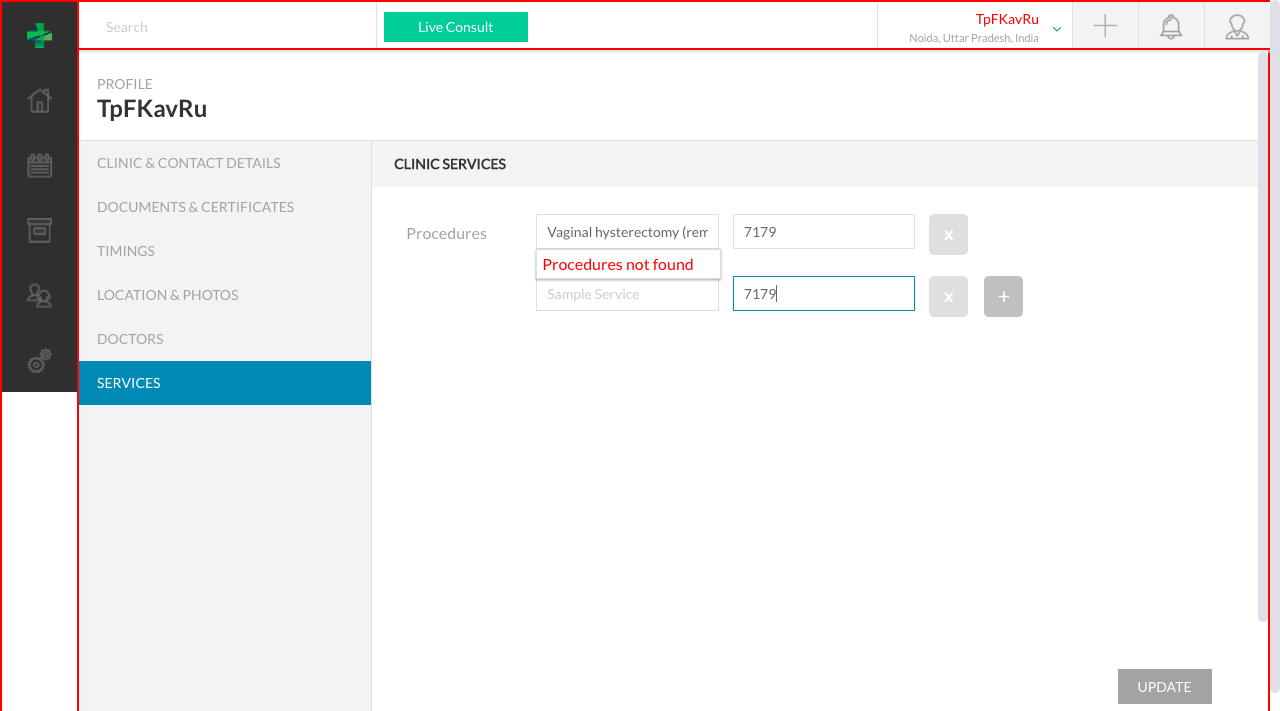 Search
Live Consult
TpFKavRu
Noida, Uttar Pradesh, India
PROFILE
TpFKavRu
CLINIC & CONTACT DETAILS
DOCUMENTS & CERTIFICATES
TIMINGS
LOCATION & PHOTOS
DOCTORS
SERVICES
CLINIC SERVICES
Procedures
Vaginal hysterectomy (rem
7179
x
Procedures not found
Sample Service
7179
x
+
UPDATE